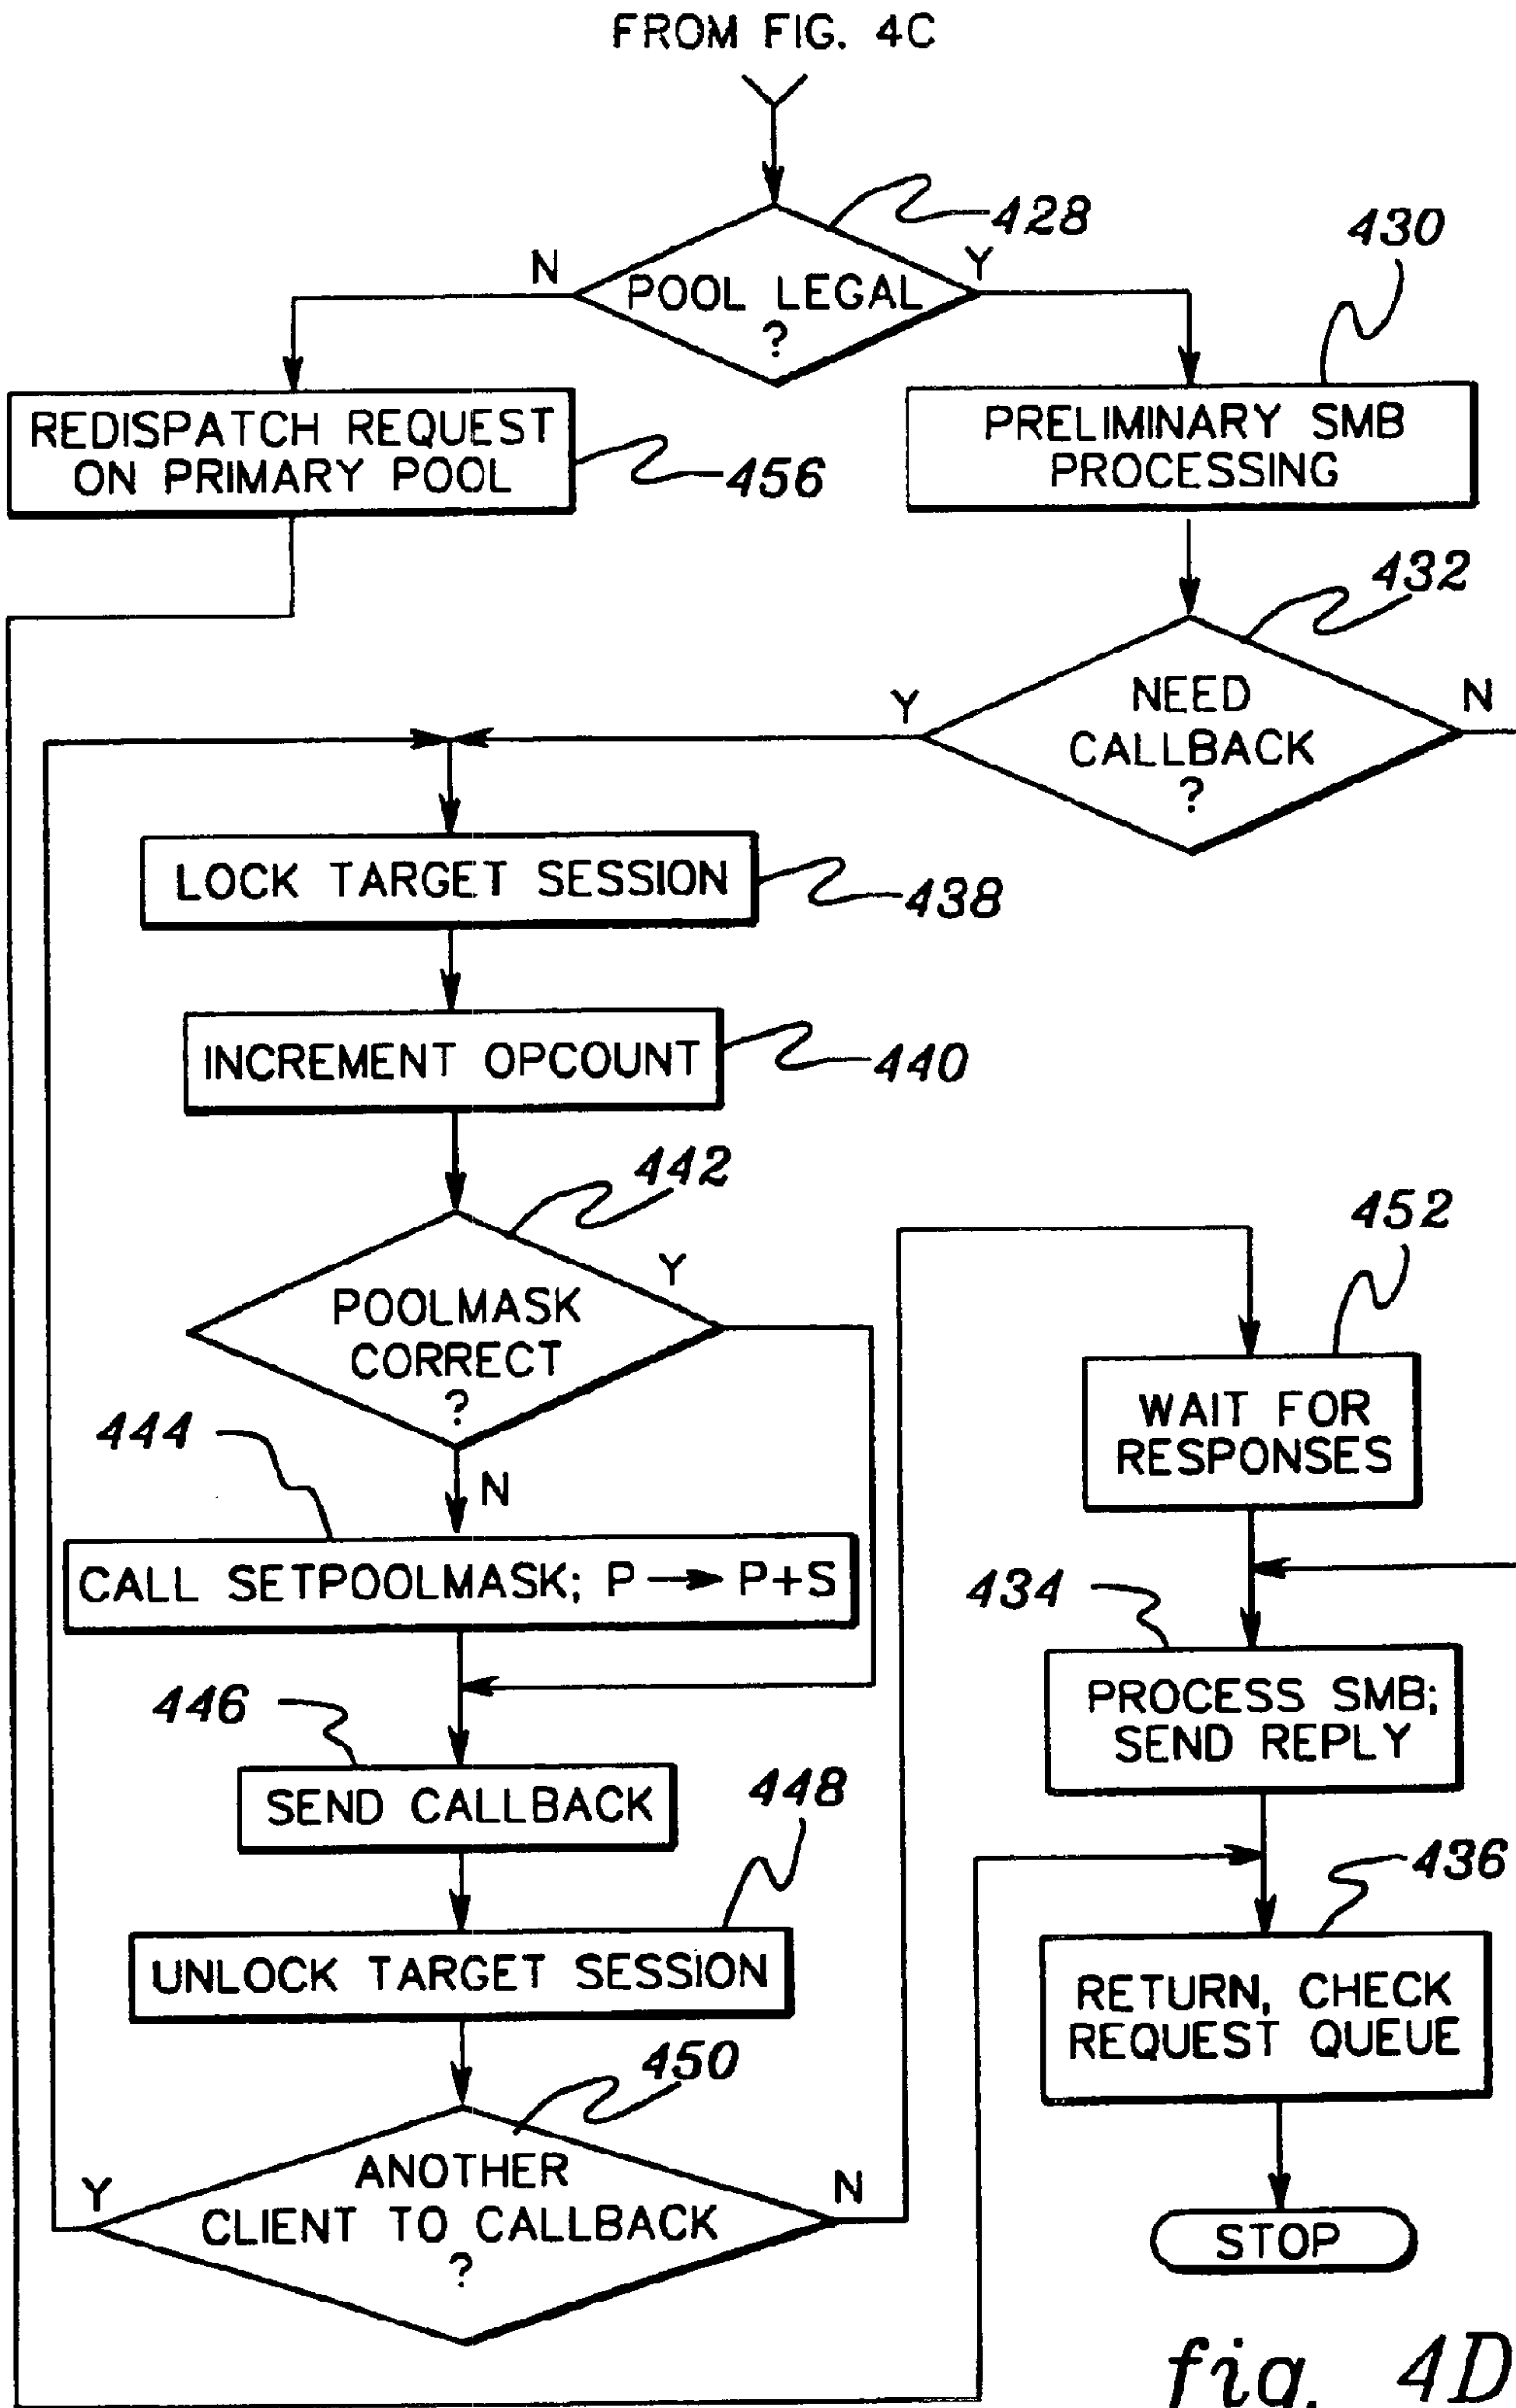 FROM FIG. 4C
428
430
N
Y
POOL LEGAL
?
REDISPATCH REQUEST
ON PRIMARY POOL
456
PRELIMINARY SMB
PROCESSING
432
Y
NEED
CALLBACK
?
N
LOCK TARGET SESSION
438
INCREMENT OPCOUNT
440
442
Y
POOLMASK
CORRECT
?
452
WAIT FOR
RESPONSES
444
N
CALL SETPOOLMASK; P → P+S
434
446
PROCESS SMB;
SEND REPLY
SEND CALLBACK
448
436
UNLOCK TARGET SESSION
RETURN, CHECK
REQUEST QUEUE
450
Y
ANOTHER
CLIENT TO CALLBACK
?
N
STOP
fig. 4D